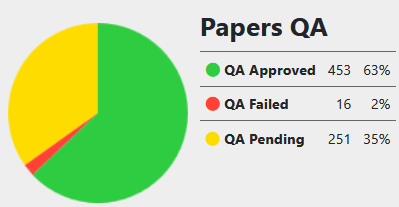 Papers QA
QA Approved 453 63%
QA Failed 16 2%
QA Pending 251 35%